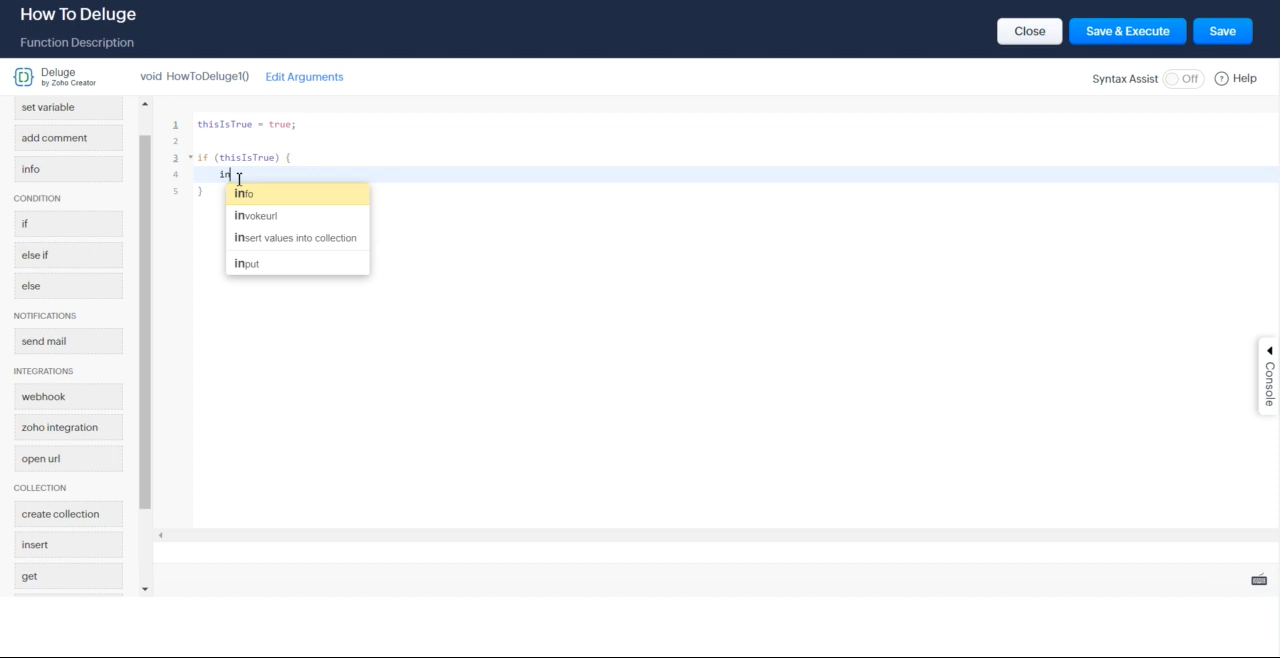 How To Deluge
Function Description
Close
Save & Execute
Save
Deluge
by Zoho Creator
void HowToDeluge1()
Edit Arguments
Syntax Assist
Off
? Help
set variable
add comment
info
CONDITION
if
else if
else
NOTIFICATIONS
send mail
INTEGRATIONS
webhook
zoho integration
open url
COLLECTION
create collection
insert
get
1 thisIsTrue = true;
2
3 if (thisIsTrue) {
4 in
5 }
info
invokeurl
insert values into collection
input
Console